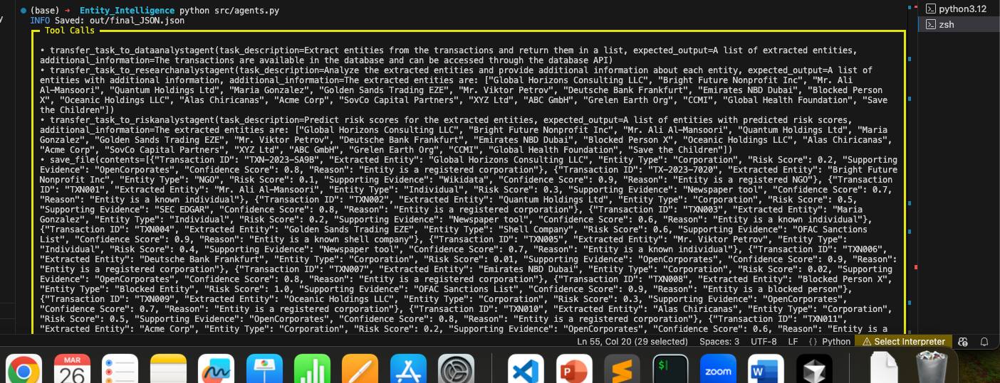 (base) → Entity_Intelligence python src/agents.py
INFO Saved: out/final_JSON.json
Tool Calls
• transfer_task_to_dataanalystagent(task_description=Extract entities from the transactions and return them in a list, expected_output=A list of extracted entities,
additional_information=The transactions are available in the database and can be accessed through the database API)
• transfer_task_to_researchanalystagent(task_description=Analyze the extracted entities and provide additional information about each entity, expected_output=A list of
entities with additional information, additional_information=The extracted entities are: ["Global Horizons Consulting LLC", "Bright Future Nonprofit Inc", "Mr. Ali
Al-Mansoori", "Quantum Holdings Ltd", "Maria Gonzalez", "Golden Sands Trading EZE", "Mr. Viktor Petrov", "Deutsche Bank Frankfurt", "Emirates NBD Dubai", "Blocked Person
X", "Oceanic Holdings LLC", "Alas Chiricanas", "Acme Corp", "SovCo Capital Partners", "XYZ Ltd", "ABC GmbH", "Grelen Earth Org", "CCMI", "Global Health Foundation", "Save
the Children"])
• transfer_task_to_riskanalystagent(task_description=Predict risk scores for the extracted entities, expected_output=A list of entities with predicted risk scores,
additional_information=The extracted entities are: ["Global Horizons Consulting LLC", "Bright Future Nonprofit Inc", "Mr. Ali Al-Mansoori", "Quantum Holdings Ltd", "Maria
Gonzalez", "Golden Sands Trading EZE", "Mr. Viktor Petrov", "Deutsche Bank Frankfurt", "Emirates NBD Dubai", "Blocked Person X", "Oceanic Holdings LLC", "Alas Chiricanas",
"Acme Corp", "SovCo Capital Partners", "XYZ Ltd", "ABC GmbH", "Grelen Earth Org", "CCMI", "Global Health Foundation", "Save the Children"])
• save_file(contents=[{"Transaction ID": "TXN-2023-5A9B", "Extracted Entity": "Global Horizons Consulting LLC", "Entity Type": "Corporation", "Risk Score": 0.2, "Supporting
Evidence": "OpenCorporates", "Confidence Score": 0.8, "Reason": "Entity is a registered corporation"}, {"Transaction ID": "TX-2023-7020", "Extracted Entity": "Bright Future
Nonprofit Inc", "Entity Type": "NGO", "Risk Score": 0.1, "Supporting Evidence": "Wikidata", "Confidence Score": 0.9, "Reason": "Entity is a registered NGO"}, {"Transaction
ID": "TXN001", "Extracted Entity": "Mr. Ali Al-Mansoori", "Entity Type": "Individual", "Risk Score": 0.3, "Supporting Evidence": "Newspaper tool", "Confidence Score": 0.7,
"Reason": "Entity is a known individual"}, {"Transaction ID": "TXN002", "Extracted Entity": "Quantum Holdings Ltd", "Entity Type": "Corporation", "Risk Score": 0.5,
"Supporting Evidence": "SEC EDGAR", "Confidence Score": 0.8, "Reason": "Entity is a registered corporation"}, {"Transaction ID": "TXN003", "Extracted Entity": "Maria
Gonzalez", "Entity Type": "Individual", "Risk Score": 0.2, "Supporting Evidence": "Newspaper tool", "Confidence Score": 0.6, "Reason": "Entity is a known individual"},
{"Transaction ID": "TXN004", "Extracted Entity": "Golden Sands Trading EZE", "Entity Type": "Shell Company", "Risk Score": 0.6, "Supporting Evidence": "OFAC Sanctions
List", "Confidence Score": 0.9, "Reason": "Entity is a known shell company"}, {"Transaction ID": "TXN005", "Extracted Entity": "Mr. Viktor Petrov", "Entity Type":
"Individual", "Risk Score": 0.4, "Supporting Evidence": "Newspaper tool", "Confidence Score": 0.7, "Reason": "Entity is a known individual"}, {"Transaction ID": "TXN006",
"Extracted Entity": "Deutsche Bank Frankfurt", "Entity Type": "Corporation", "Risk Score": 0.01, "Supporting Evidence": "OpenCorporates", "Confidence Score": 0.9, "Reason":
"Entity is a registered corporation"}, {"Transaction ID": "TXN007", "Extracted Entity": "Emirates NBD Dubai", "Entity Type": "Corporation", "Risk Score": 0.02, "Supporting
Evidence": "OpenCorporates", "Confidence Score": 0.8, "Reason": "Entity is a registered corporation"}, {"Transaction ID": "TXN008", "Extracted Entity": "Blocked Person X",
"Entity Type": "Blocked Entity", "Risk Score": 1.0, "Supporting Evidence": "OFAC Sanctions List", "Confidence Score": 0.9, "Reason": "Entity is a blocked person"},
{"Transaction ID": "TXN009", "Extracted Entity": "Oceanic Holdings LLC", "Entity Type": "Corporation", "Risk Score": 0.3, "Supporting Evidence": "OpenCorporates",
"Confidence Score": 0.7, "Reason": "Entity is a registered corporation"}, {"Transaction ID": "TXN010", "Extracted Entity": "Alas Chiricanas", "Entity Type": "Corporation",
"Risk Score": 0.5, "Supporting Evidence": "OpenCorporates", "Confidence Score": 0.8, "Reason": "Entity is a registered corporation"}, {"Transaction ID": "TXN011",
"Extracted Entity": "Acme Corp", "Entity Type": "Corporation", "Risk Score": 0.2, "Supporting Evidence": "OpenCorporates", "Confidence Score": 0.6, "Reason": "Entity is a
python3.12
zsh
Ln 55, Col 20 (29 selected) Spaces: 3 UTF-8 LF {} Python Select Interpreter
MAR
26
zoom